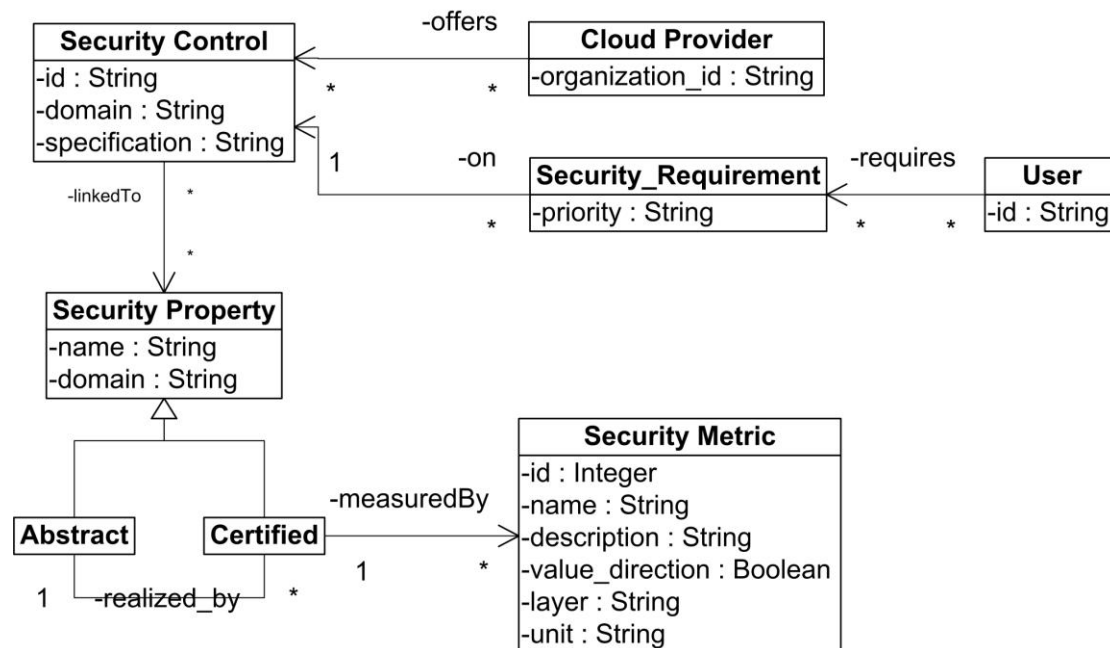 Security Control
-id : String
-domain : String
-specification : String
-offers
*
*
Cloud Provider
-organization_id : String
1
-on
*
Security_Requirement
-priority : String
-requires
*
*
User
-id : String
-linkedTo
*
*
Security Property
-name : String
-domain : String
Abstract
Certified
1
-realized_by
*
-measuredBy
1
*
Security Metric
-id : Integer
-name : String
-description : String
-value_direction : Boolean
-layer : String
-unit : String